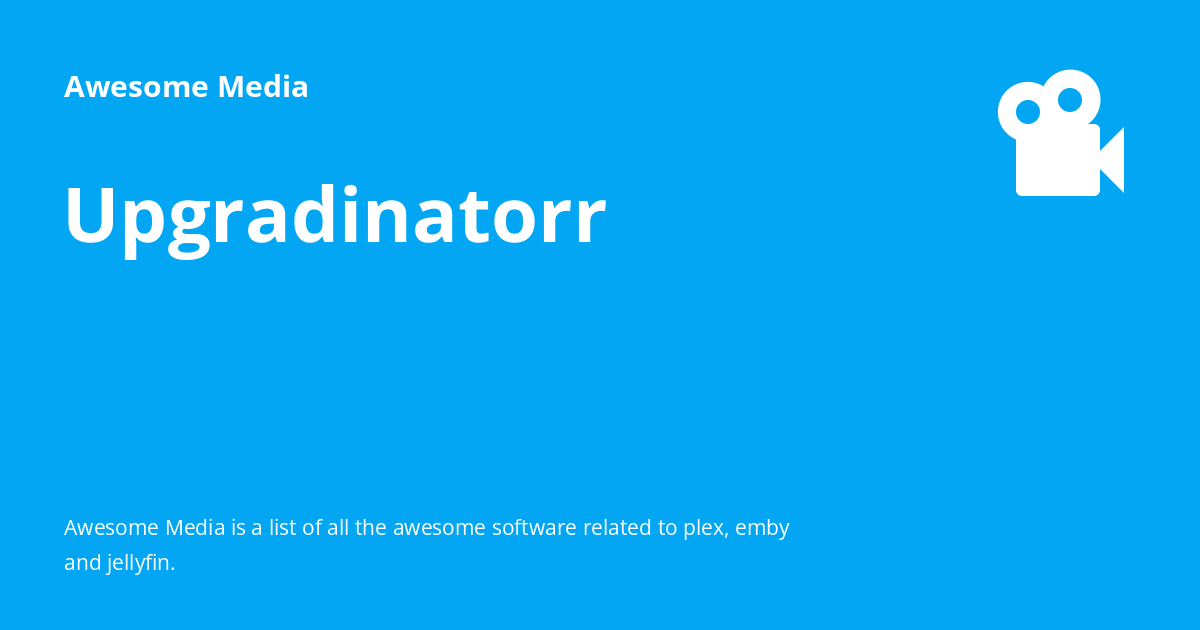 Awesome Media
Upgradinatorr
Awesome Media is a list of all the awesome software related to plex, emby
and jellyfin.